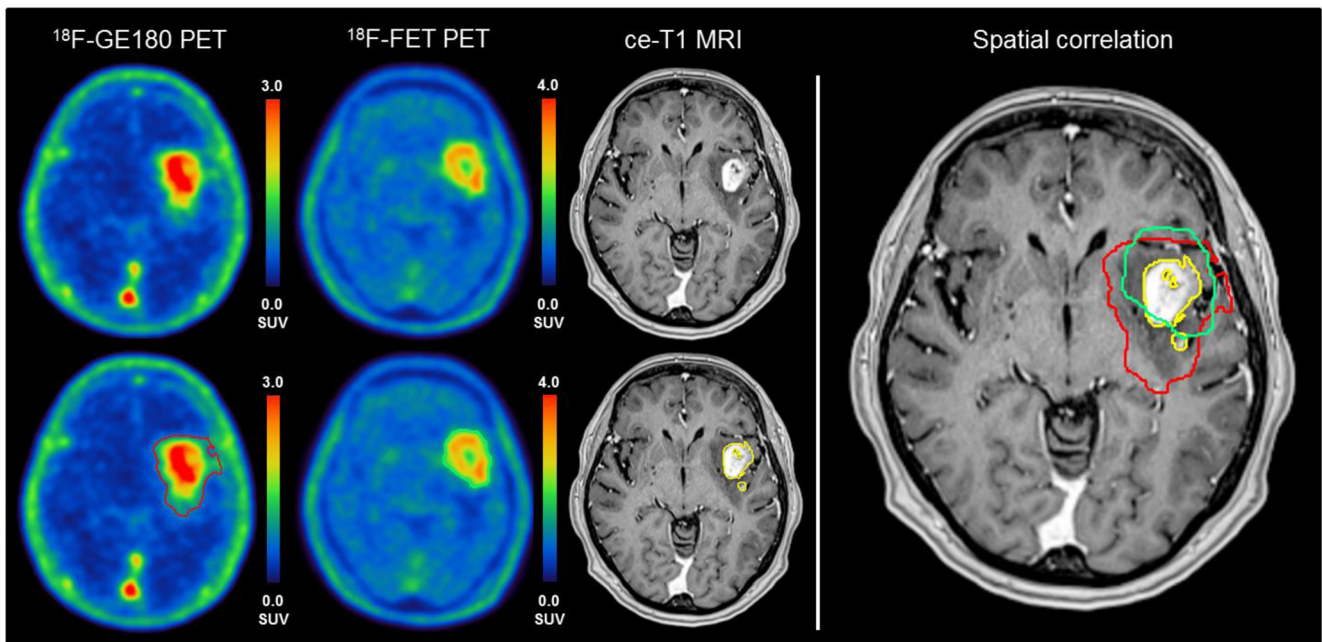 ¹⁸F-GE180 PET
¹⁸F-FET PET
ce-T1 MRI
Spatial correlation
3.0
0.0
SUV
4.0
0.0
SUV
3.0
0.0
SUV
4.0
0.0
SUV